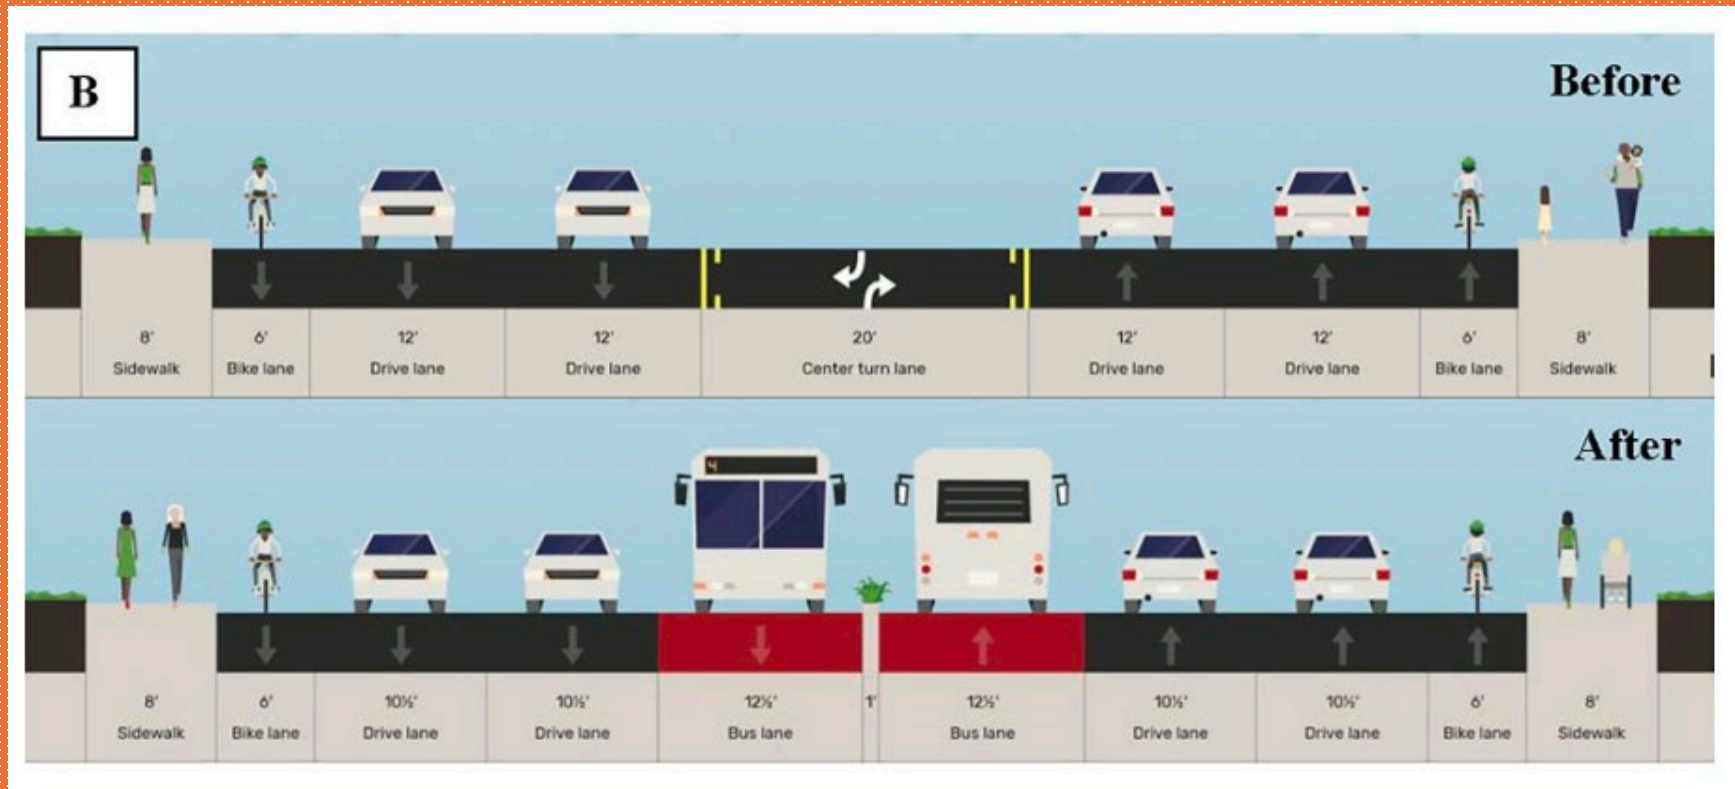 B
Before
8' 6' 12' 12' 20' 12' 12' 6' 8'
Sidewalk Bike lane Drive lane Drive lane Center turn lane Drive lane Drive lane Bike lane Sidewalk
After
4
8' 6' 10½' 10½' 12½' 1' 12½' 10½' 10½' 6' 8'
Sidewalk Bike lane Drive lane Drive lane Bus lane Bus lane Drive lane Drive lane Bike lane Sidewalk